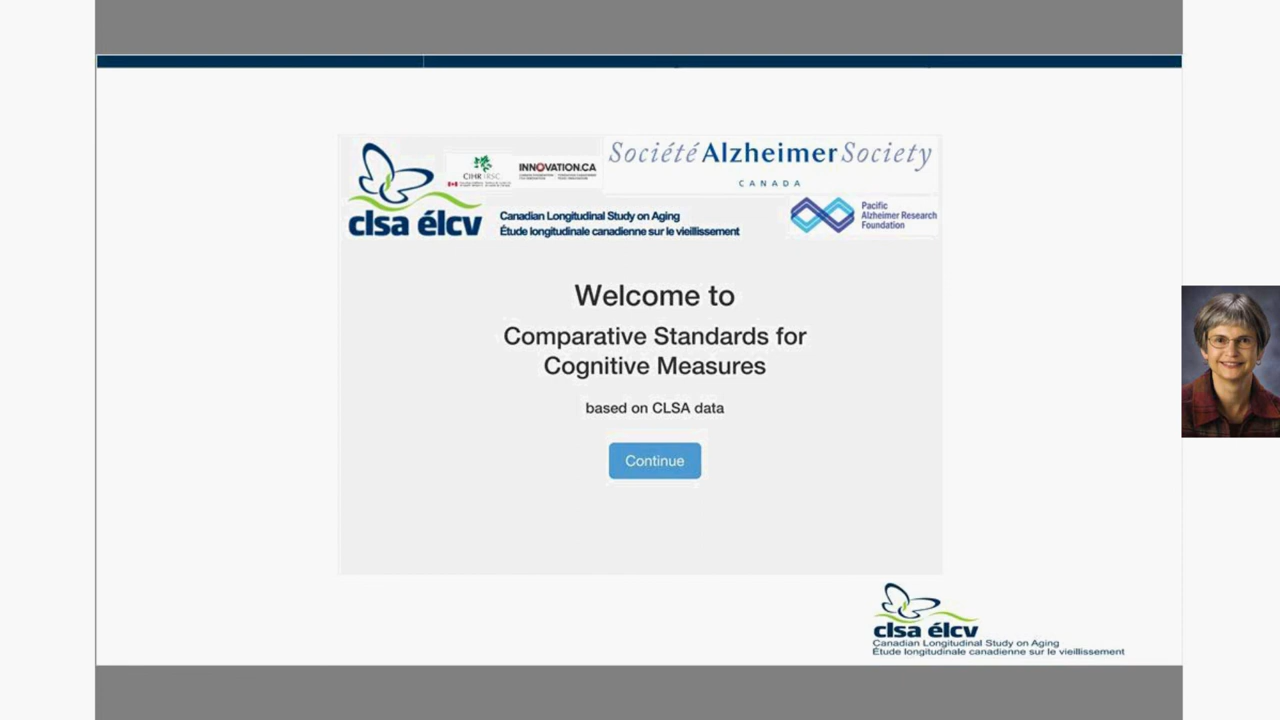 CIHR IRSC
INNOVATION.CA
Société Alzheimer Society
CANADA
clsa élcv
Canadian Longitudinal Study on Aging
Étude longitudinale canadienne sur le vieillissement
Pacific
Alzheimer Research
Foundation
Welcome to
Comparative Standards for
Cognitive Measures
based on CLSA data
Continue
clsa élcv
Canadian Longitudinal Study on Aging
Étude longitudinale canadienne sur le vieillissement